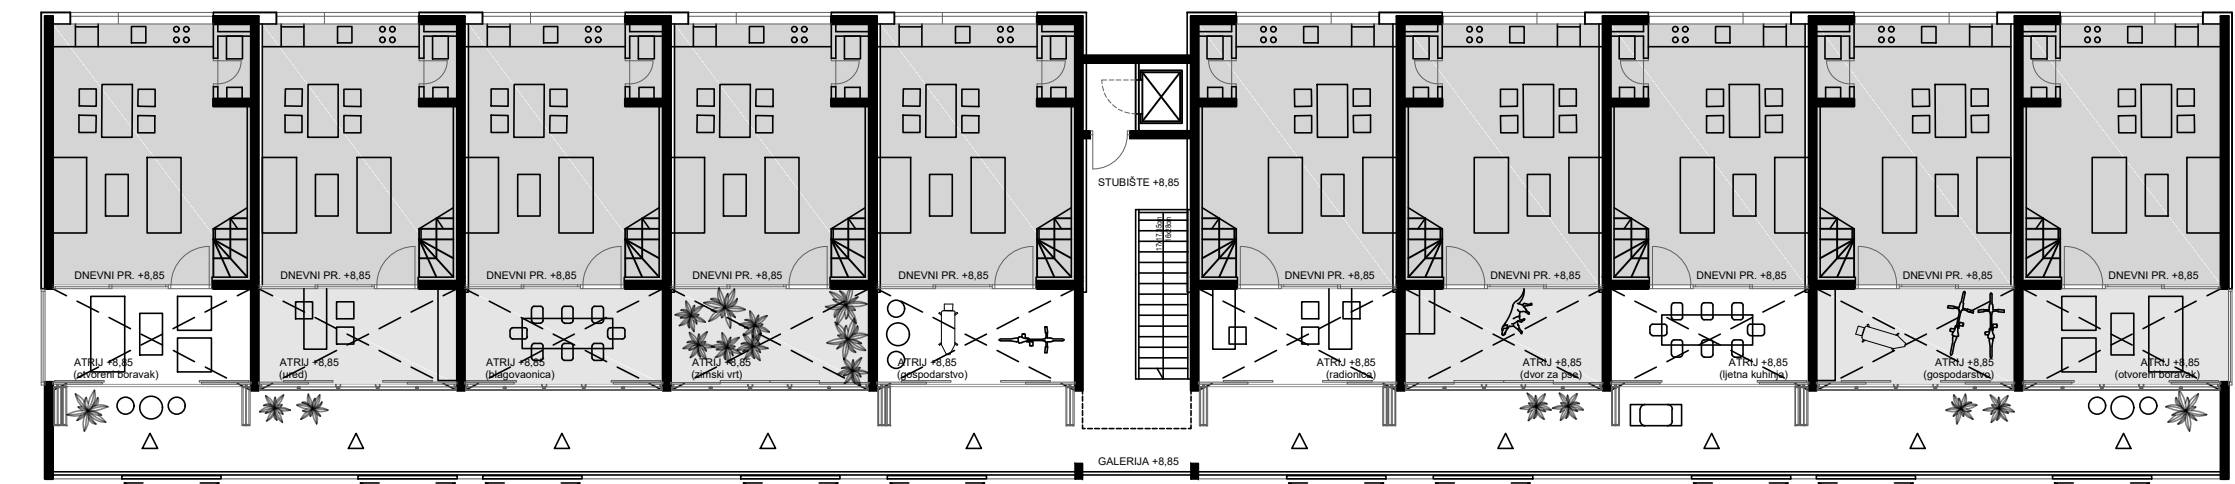 STUBIŠTE +8,85
17x17,35cm
16x28cm
DNEVNI PR. +8,85
DNEVNI PR. +8,85
DNEVNI PR. +8,85
DNEVNI PR. +8,85
DNEVNI PR. +8,85
DNEVNI PR. +8,85
DNEVNI PR. +8,85
DNEVNI PR. +8,85
DNEVNI PR. +8,85
DNEVNI PR. +8,85
ATRIJ +8,85
(otvoreni boravak)
ATRIJ +8,85
(ured)
ATRIJ +8,85
(blagovaonica)
ATRIJ +8,85
(zimski vrt)
ATRIJ +8,85
(gospodarstvo)
ATRIJ +8,85
(radionica)
ATRIJ +8,85
(dvor za pse)
ATRIJ +8,85
(ljetna kuhinja)
ATRIJ +8,85
(gospodarstvo)
ATRIJ +8,85
(otvoreni boravak)
GALERIJA +8,85